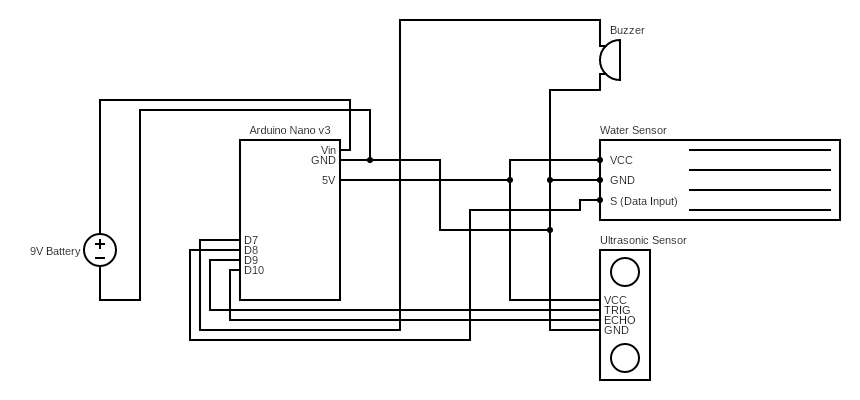 Buzzer
Arduino Nano v3
Water Sensor
Vin
GND
5V
VCC
GND
S (Data Input)
9V Battery
D7
D8
D9
D10
Ultrasonic Sensor
VCC
TRIG
ECHO
GND